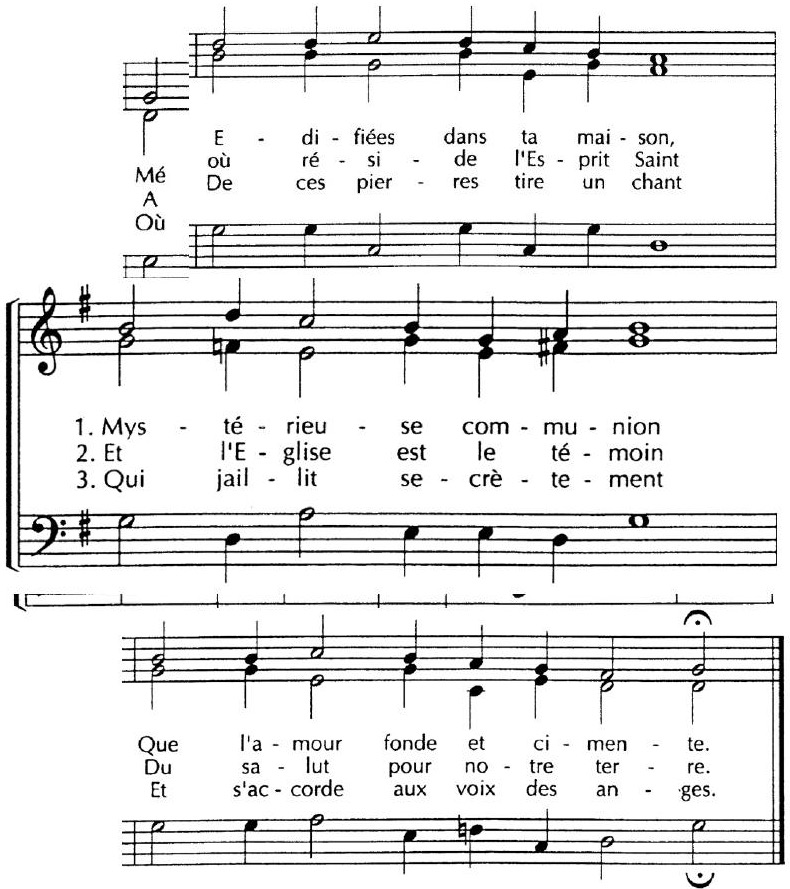 E - di - fiées dans ta mai - son,
où ré - si - de l'Es - prit Saint
De ces pier - res tire un chant
Mé
A
Où
1. Mys - té - rieu - se com - mu - nion
2. Et l'E - glise est le té - moin
3. Qui jail - lit se - crè - te - ment
Que l'a - mour fonde et ci - men - te.
Du sa - lut pour no - tre ter - re.
Et s'ac - corde aux voix des an - ges.